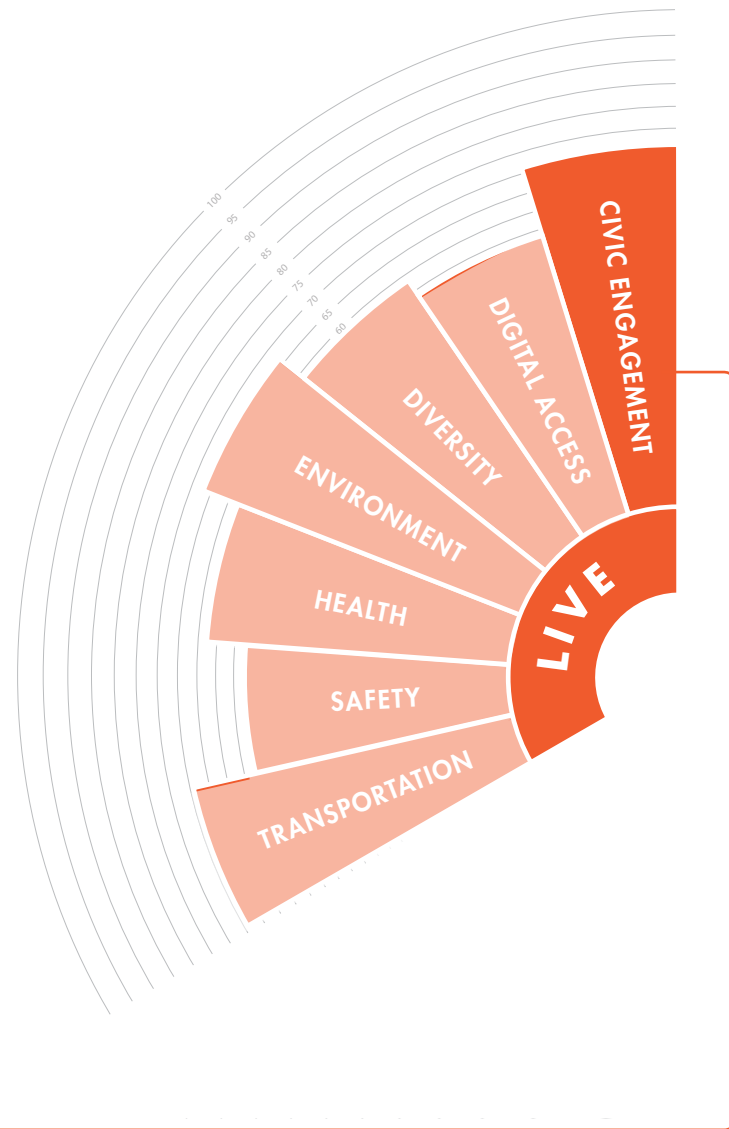 100
95
90
85
80
75
70
65
60
CIVIC ENGAGEMENT
DIGITAL ACCESS
DIVERSITY
ENVIRONMENT
HEALTH
SAFETY
TRANSPORTATION
LIVE